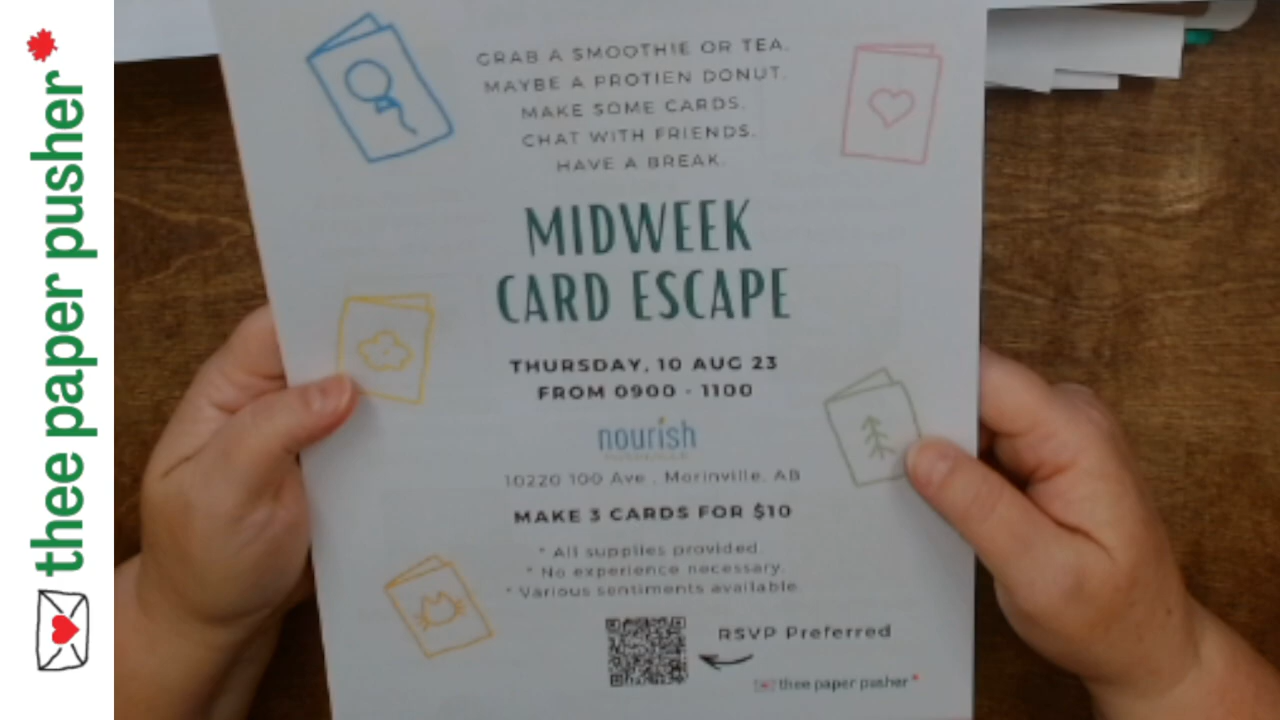 thee paper pusher
GRAB A SMOOTHIE OR TEA.
MAYBE A PROTIEN DONUT.
MAKE SOME CARDS.
CHAT WITH FRIENDS.
HAVE A BREAK.
MIDWEEK
CARD ESCAPE
THURSDAY, 10 AUG 23
FROM 0900 - 1100
nourish
10220 100 Ave , Morinville, AB
MAKE 3 CARDS FOR $10
* All supplies provided.
* No experience necessary.
* Various sentiments available.
RSVP Preferred
thee paper pusher